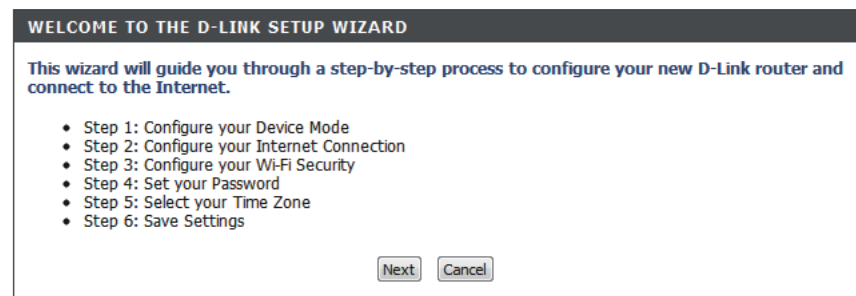 WELCOME TO THE D-LINK SETUP WIZARD
This wizard will guide you through a step-by-step process to configure your new D-Link router and
connect to the Internet.
• Step 1: Configure your Device Mode
• Step 2: Configure your Internet Connection
• Step 3: Configure your Wi-Fi Security
• Step 4: Set your Password
• Step 5: Select your Time Zone
• Step 6: Save Settings
Next Cancel